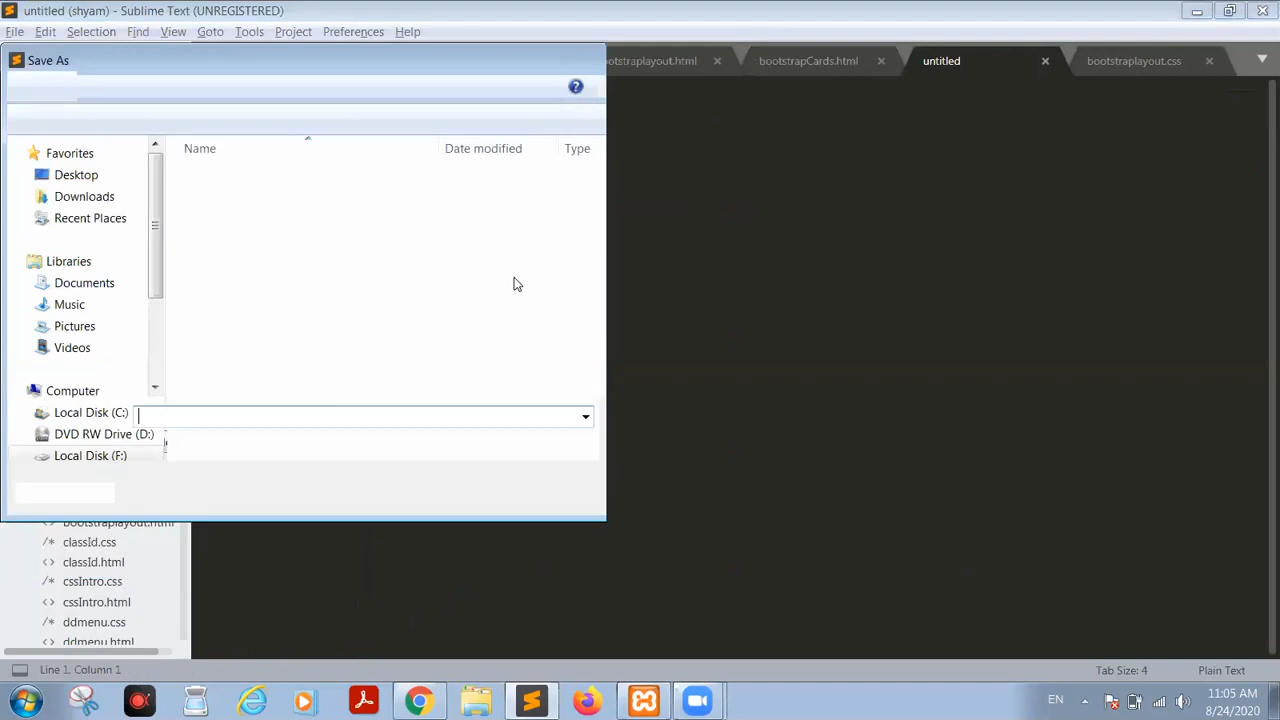 untitled (shyam) - Sublime Text (UNREGISTERED)
File Edit Selection Find View Goto Tools Project Preferences Help
Save As
otstraplayout.html
bootstrapCards.html
untitled
bootstraplayout.css
Name
Date modified
Type
Favorites
Desktop
Downloads
Recent Places
Libraries
Documents
Music
Pictures
Videos
Computer
Local Disk (C:)
DVD RW Drive (D:)
Local Disk (F:)
bootstraplayout.html
classId.css
classId.html
cssIntro.css
cssIntro.html
ddmenu.css
ddmenu.html
Line 1, Column 1
Tab Size: 4
Plain Text
EN
11:05 AM
8/24/2020